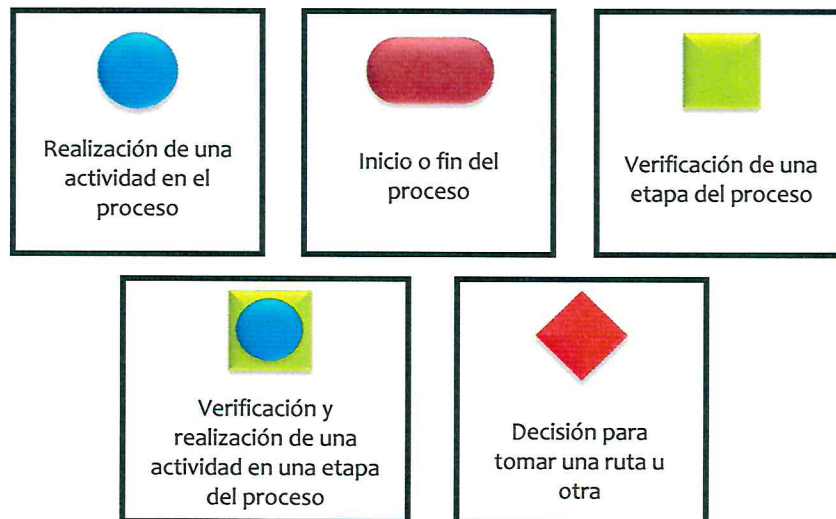 Realización de una
actividad en el
proceso
Inicio o fin del
proceso
Verificación de una
etapa del proceso
Verificación y
realización de una
actividad en una etapa
del proceso
Decisión para
tomar una ruta u
otra